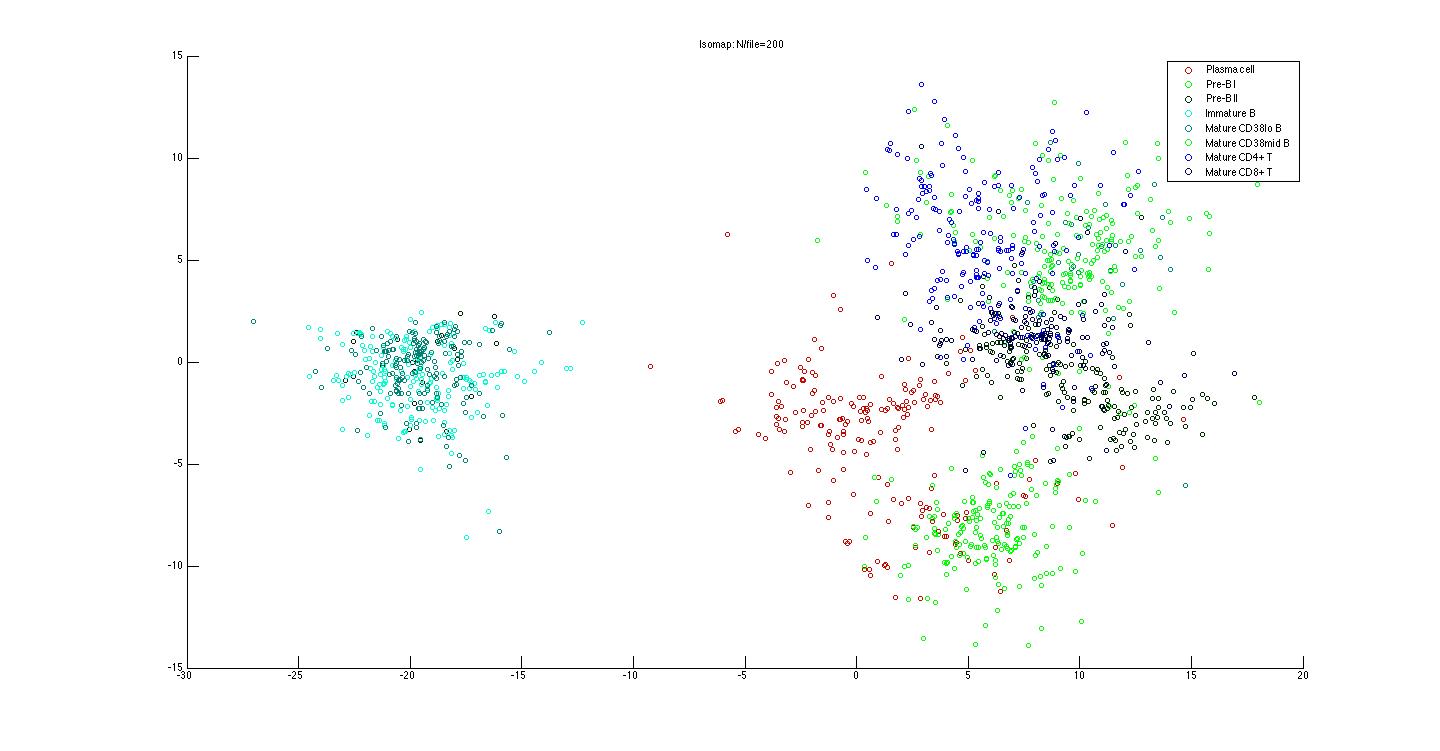 Isomap: N/file=200
15
10
5
0
-5
-10
-15
-30 -25 -20 -15 -10 -5 0 5 10 15 20
Plasma cell
Pre-B I
Pre-B II
Immature B
Mature CD38lo B
Mature CD38mid B
Mature CD4+ T
Mature CD8+ T